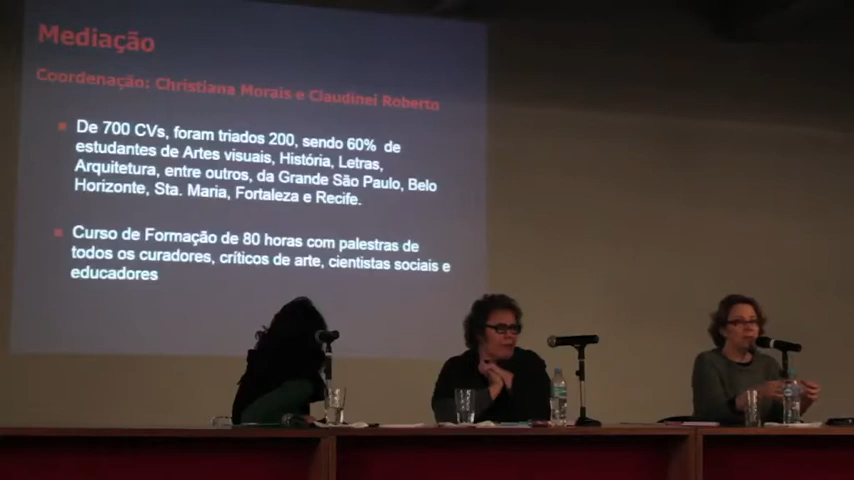 Mediação
Coordenação: Christiana Morais e Claudinei Roberto
De 700 CVs, foram triados 200, sendo 60% de
estudantes de Artes visuais, História, Letras,
Arquitetura, entre outros, da Grande São Paulo, Belo
Horizonte, Sta. Maria, Fortaleza e Recife.
Curso de Formação de 80 horas com palestras de
todos os curadores, críticos de arte, cientistas sociais e
educadores